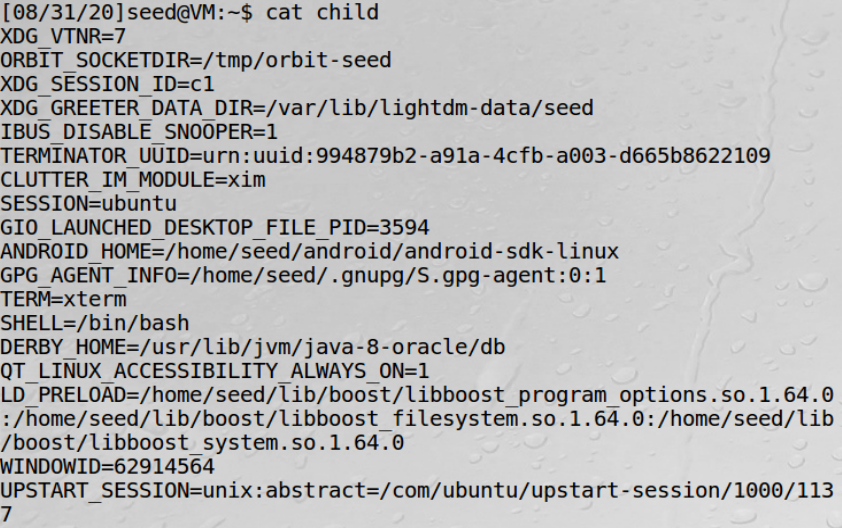 [08/31/20]seed@VM:~$ cat child
XDG_VTNR=7
ORBIT_SOCKETDIR=/tmp/orbit-seed
XDG_SESSION_ID=c1
XDG_GREETER_DATA_DIR=/var/lib/lightdm-data/seed
IBUS_DISABLE_SNOOPER=1
TERMINATOR_UUID=urn:uuid:994879b2-a91a-4cfb-a003-d665b8622109
CLUTTER_IM_MODULE=xim
SESSION=ubuntu
GIO_LAUNCHED_DESKTOP_FILE_PID=3594
ANDROID_HOME=/home/seed/android/android-sdk-linux
GPG_AGENT_INFO=/home/seed/.gnupg/S.gpg-agent:0:1
TERM=xterm
SHELL=/bin/bash
DERBY_HOME=/usr/lib/jvm/java-8-oracle/db
QT_LINUX_ACCESSIBILITY_ALWAYS_ON=1
LD_PRELOAD=/home/seed/lib/boost/libboost_program_options.so.1.64.0
:/home/seed/lib/boost/libboost_filesystem.so.1.64.0:/home/seed/lib
/boost/libboost_system.so.1.64.0
WINDOWID=62914564
UPSTART_SESSION=unix:abstract=/com/ubuntu/upstart-session/1000/113
7